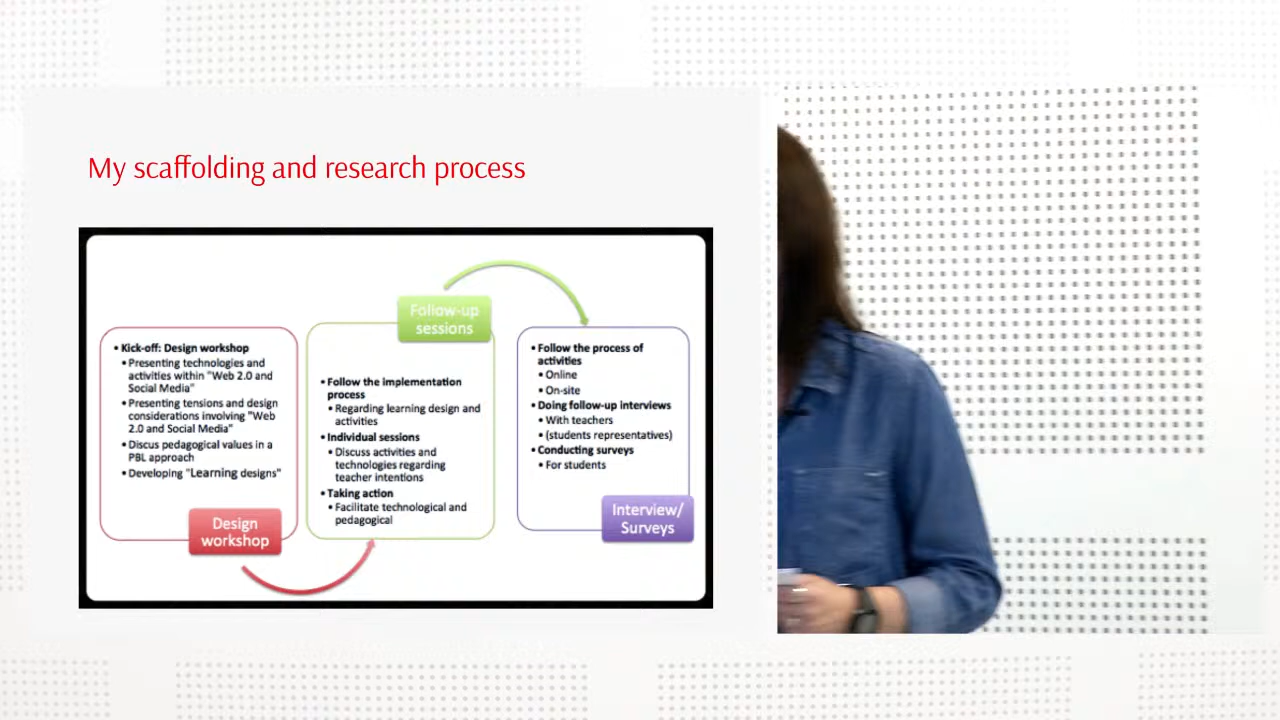 My scaffolding and research process
• Kick-off: Design workshop
• Presenting technologies and
activities within "Web 2.0 and
Social Media"
• Presenting tensions and design
considerations involving "Web
2.0 and Social Media"
• Discus pedagogical values in a
PBL approach
• Developing "Learning designs"
Design
workshop
Follow-up
sessions
• Follow the implementation
process
• Regarding learning design and
activities
• Individual sessions
• Discuss activities and
technologies regarding
teacher intentions
• Taking action
• Facilitate technological and
pedagogical
• Follow the process of
activities
• Online
• On-site
• Doing follow-up interviews
• With teachers
• (students representatives)
• Conducting surveys
• For students
Interview/
Surveys